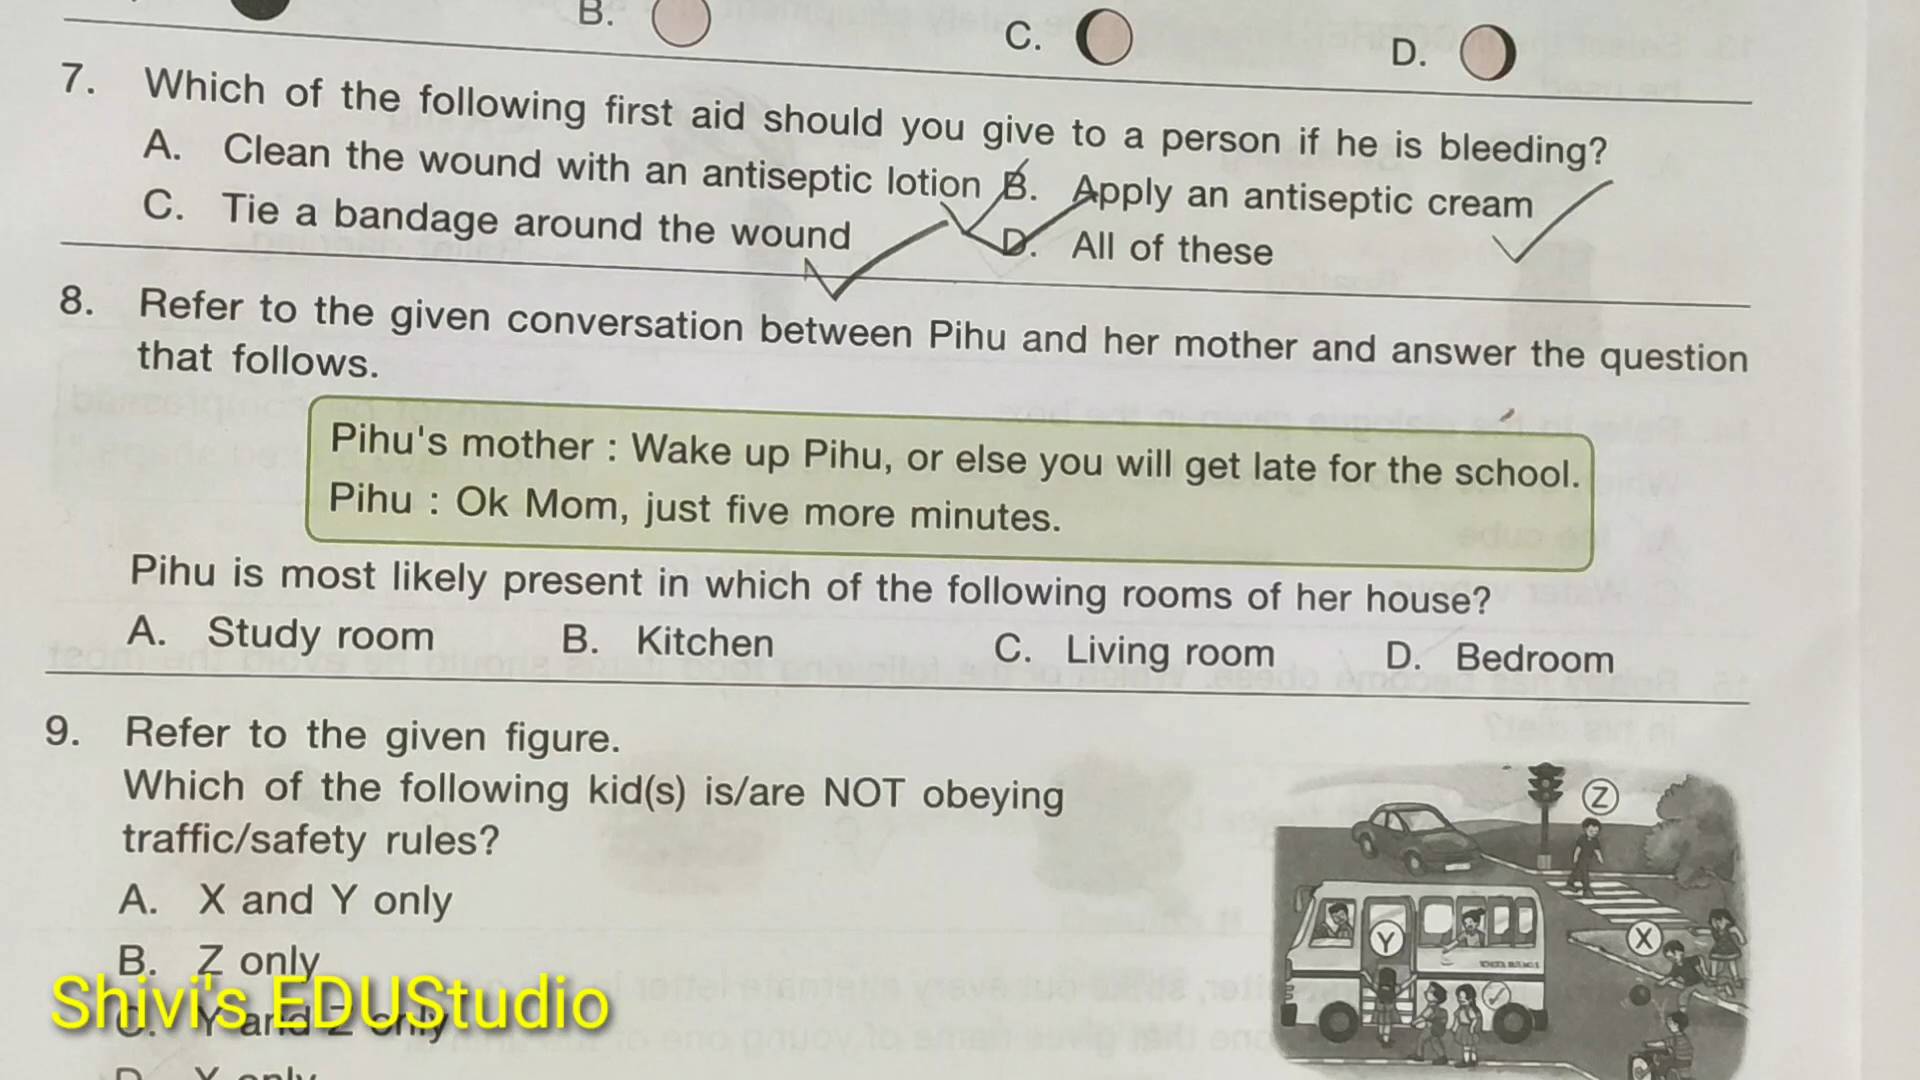 B.
C.
D.
7. Which of the following first aid should you give to a person if he is bleeding?
A. Clean the wound with an antiseptic lotion B. Apply an antiseptic cream
C. Tie a bandage around the wound D. All of these
8. Refer to the given conversation between Pihu and her mother and answer the question
that follows.
Pihu's mother : Wake up Pihu, or else you will get late for the school.
Pihu : Ok Mom, just five more minutes.
Pihu is most likely present in which of the following rooms of her house?
A. Study room B. Kitchen C. Living room D. Bedroom
9. Refer to the given figure.
Which of the following kid(s) is/are NOT obeying
traffic/safety rules?
A. X and Y only
B. Z only
C. Y and Z only
D. X only
Z
Y
X
Shivi's EDUStudio